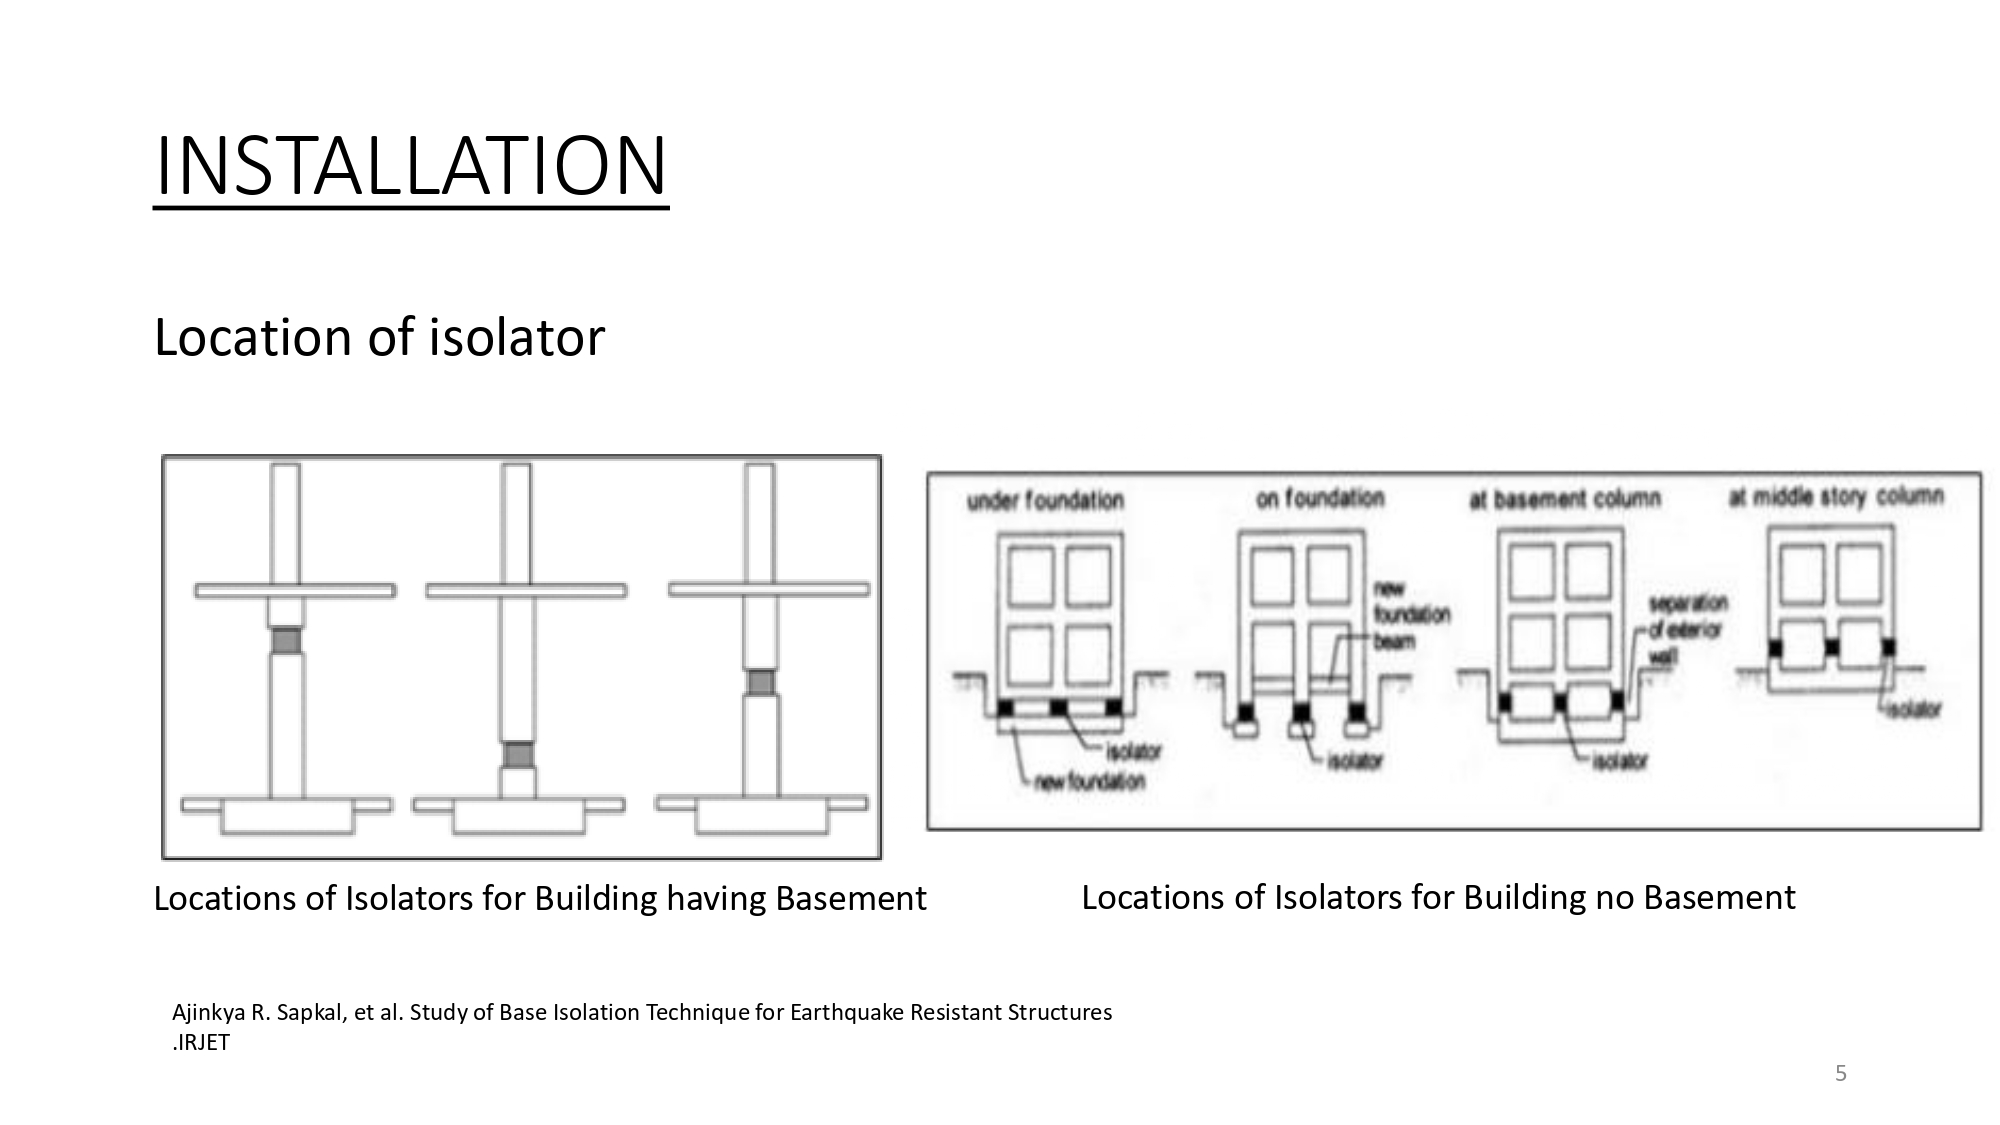 INSTALLATION
Location of isolator
under foundation
on foundation
at basement column
at middle story column
new
foundation
beam
separation
of exterior
wall
isolator
new foundation
isolator
isolator
isolator
Locations of Isolators for Building having Basement
Locations of Isolators for Building no Basement
Ajinkya R. Sapkal, et al. Study of Base Isolation Technique for Earthquake Resistant Structures
.IRJET
5